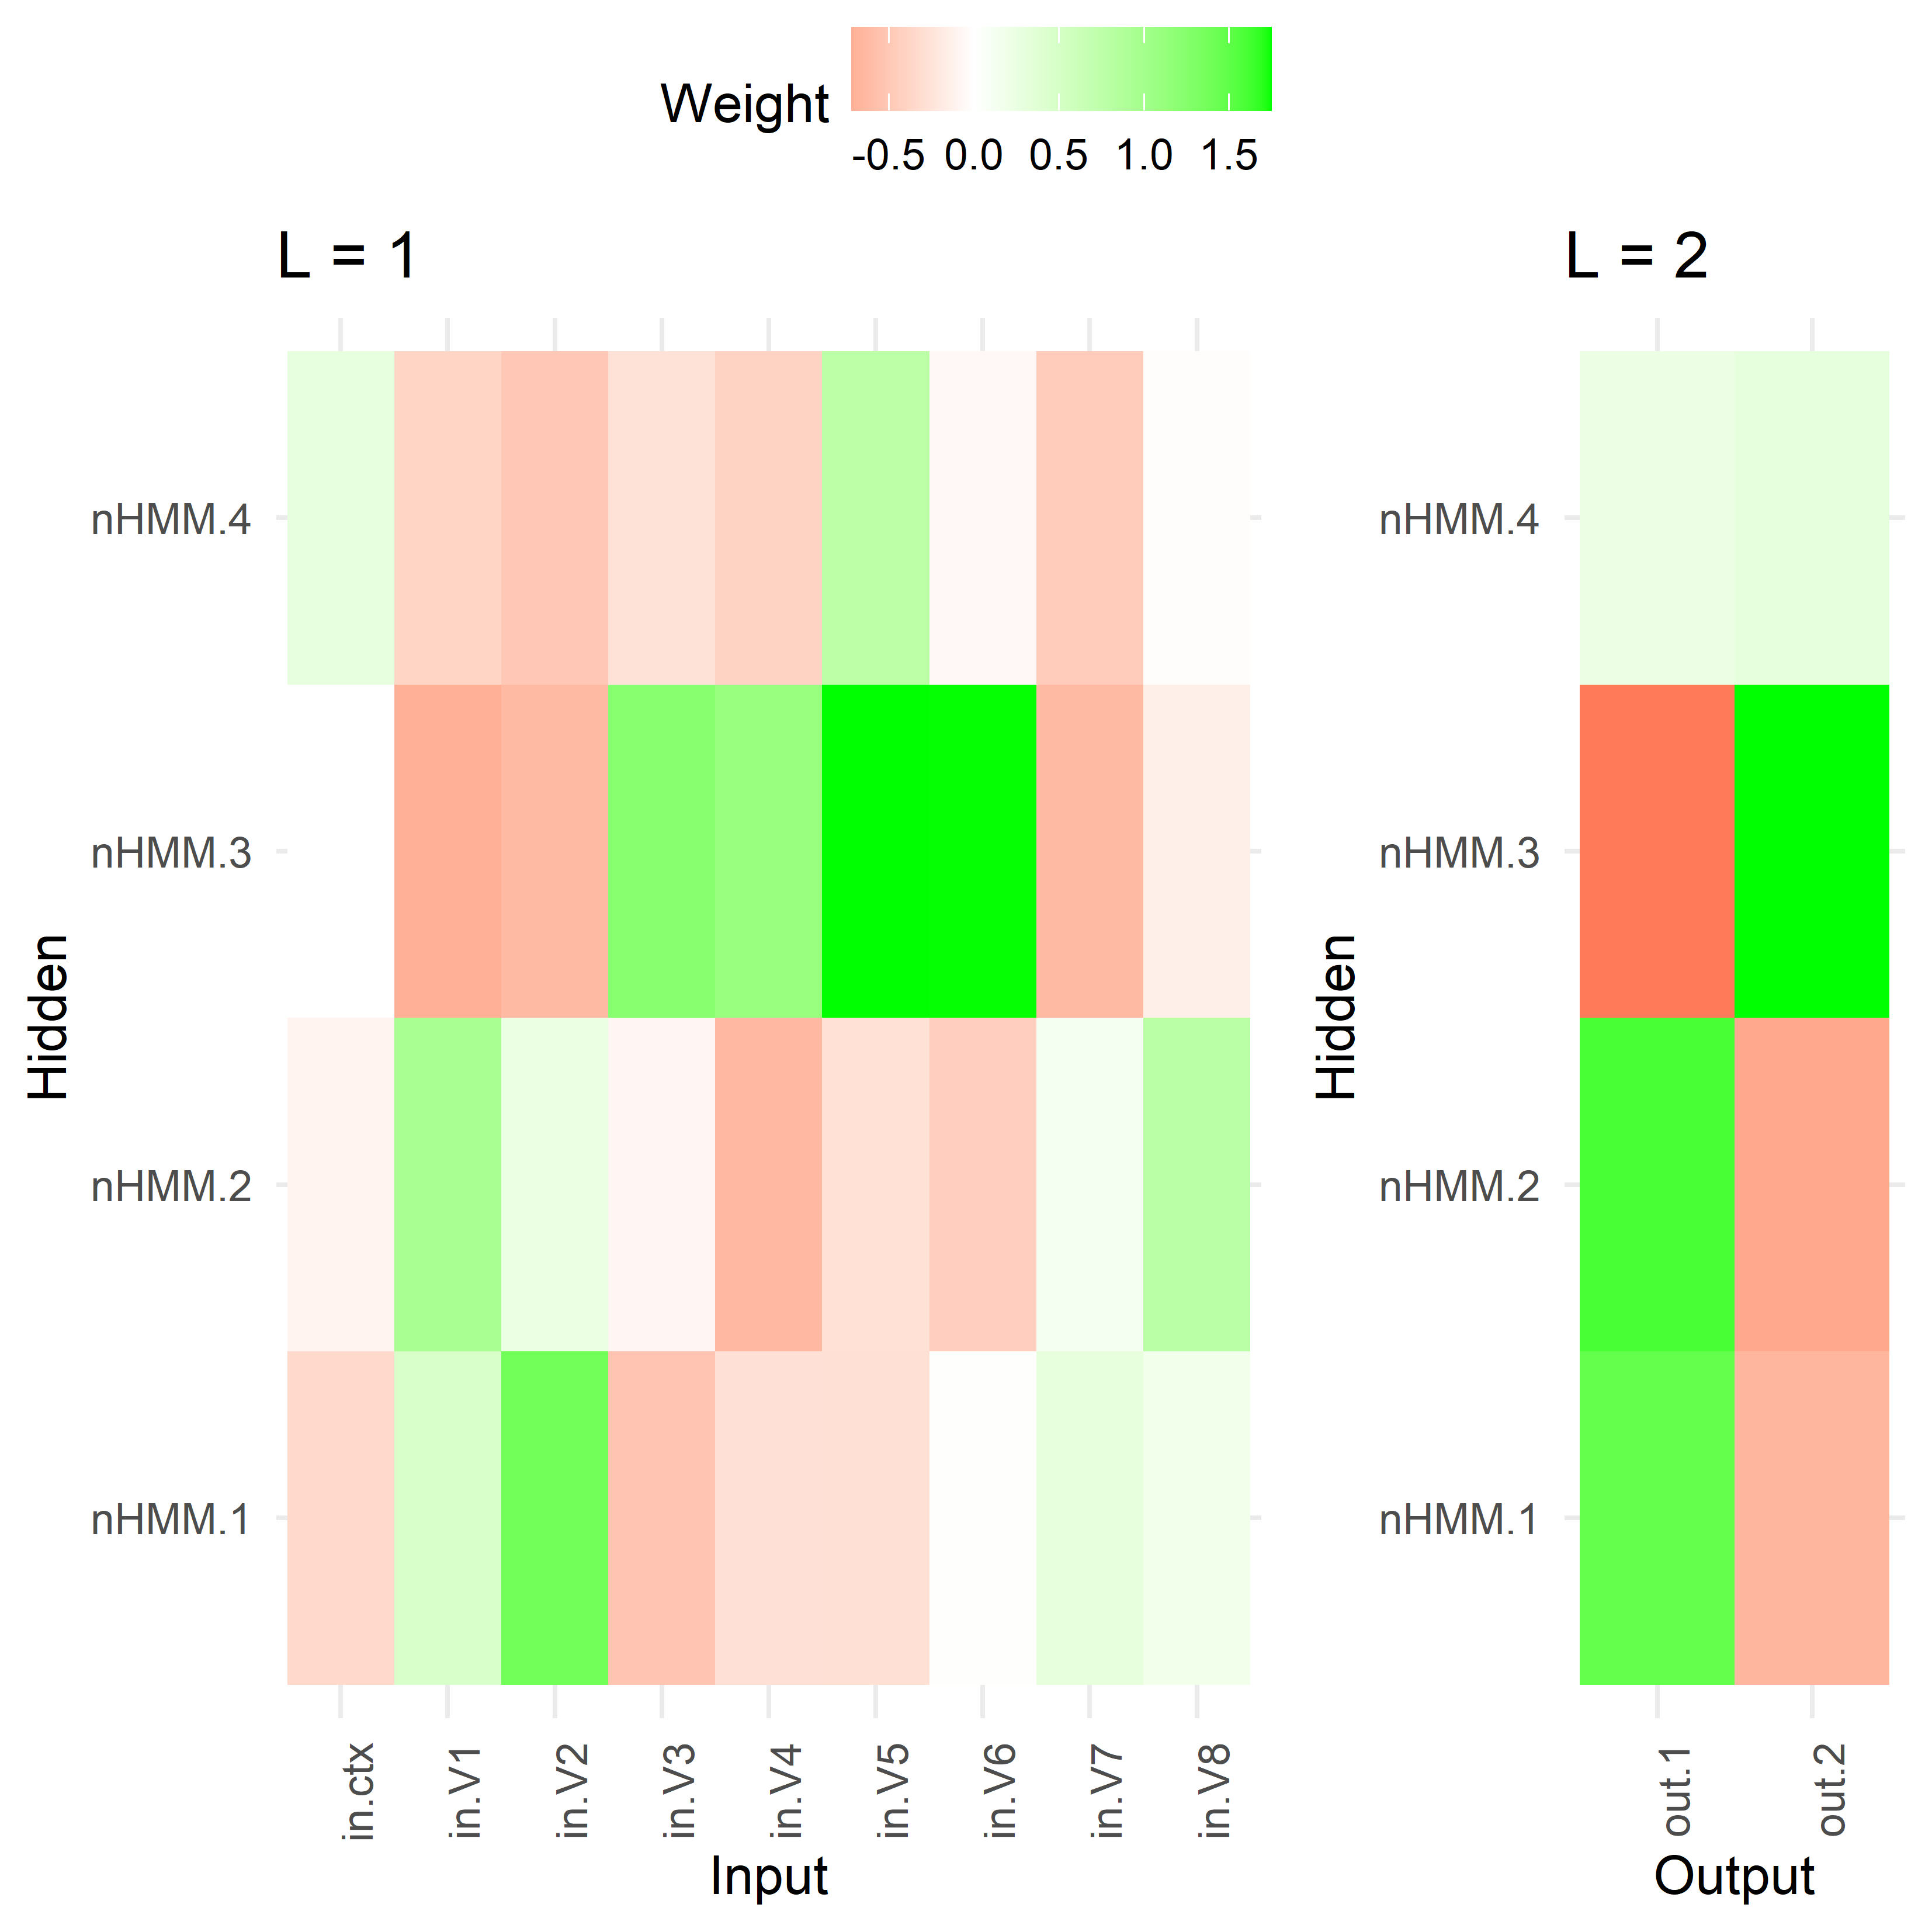 Weight
-0.5 0.0 0.5 1.0 1.5
L = 1
nHMM.4
nHMM.3
nHMM.2
nHMM.1
Hidden
in.ctx
in.V1
in.V2
in.V3
in.V4
in.V5
in.V6
in.V7
in.V8
Input
L = 2
nHMM.4
nHMM.3
nHMM.2
nHMM.1
Hidden
out.1
out.2
Output